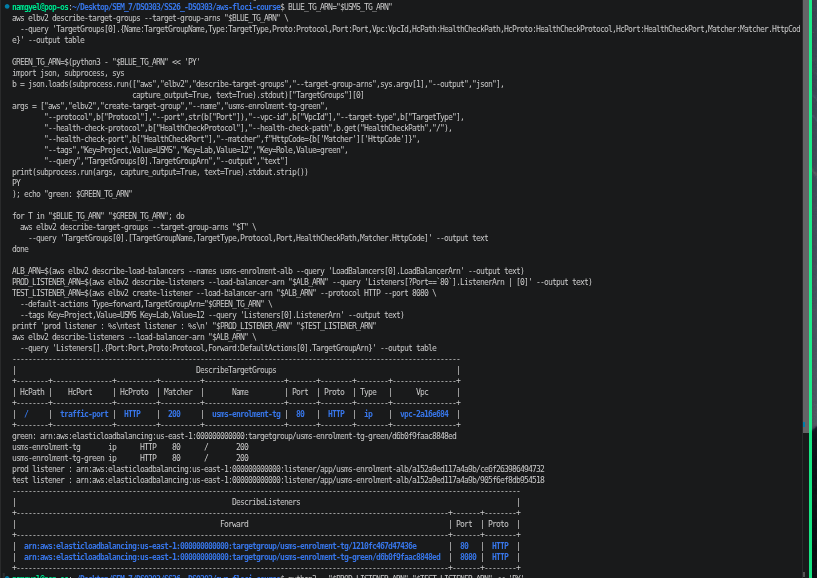 namgyel@pop-os:~/Desktop/SEM_7/DSO303/SS26_-DSO303/aws-floci-course$ BLUE_TG_ARN="$USMS_TG_ARN"
aws elbv2 describe-target-groups --target-group-arns "$BLUE_TG_ARN" \
  --query 'TargetGroups[0].{Name:TargetGroupName,Type:TargetType,Proto:Protocol,Port:Port,Vpc:VpcId,HcPath:HealthCheckPath,HcProto:HealthCheckProtocol,HcPort:HealthCheckPort,Matcher:Matcher.HttpCod
e}' --output table

GREEN_TG_ARN=$(python3 - "$BLUE_TG_ARN" << 'PY'
import json, subprocess, sys
b = json.loads(subprocess.run(["aws","elbv2","describe-target-groups","--target-group-arns",sys.argv[1],"--output","json"],
                              capture_output=True, text=True).stdout)["TargetGroups"][0]
args = ["aws","elbv2","create-target-group","--name","usms-enrolment-tg-green",
        "--protocol",b["Protocol"],"--port",str(b["Port"]),"--vpc-id",b["VpcId"],"--target-type",b["TargetType"],
        "--health-check-protocol",b["HealthCheckProtocol"],"--health-check-path",b.get("HealthCheckPath","/"),
        "--health-check-port",b["HealthCheckPort"],"--matcher",f"HttpCode={b['Matcher']['HttpCode']}",
        "--tags","Key=Project,Value=USMS","Key=Lab,Value=12","Key=Role,Value=green",
        "--query","TargetGroups[0].TargetGroupArn","--output","text"]
print(subprocess.run(args, capture_output=True, text=True).stdout.strip())
PY
); echo "green: $GREEN_TG_ARN"

for T in "$BLUE_TG_ARN" "$GREEN_TG_ARN"; do
  aws elbv2 describe-target-groups --target-group-arns "$T" \
    --query 'TargetGroups[0].[TargetGroupName,TargetType,Protocol,Port,HealthCheckPath,Matcher.HttpCode]' --output text
done

ALB_ARN=$(aws elbv2 describe-load-balancers --names usms-enrolment-alb --query 'LoadBalancers[0].LoadBalancerArn' --output text)
PROD_LISTENER_ARN=$(aws elbv2 describe-listeners --load-balancer-arn "$ALB_ARN" --query 'Listeners[?Port==`80`].ListenerArn | [0]' --output text)
TEST_LISTENER_ARN=$(aws elbv2 create-listener --load-balancer-arn "$ALB_ARN" --protocol HTTP --port 8080 \
  --default-actions Type=forward,TargetGroupArn="$GREEN_TG_ARN" \
  --tags Key=Project,Value=USMS Key=Lab,Value=12 --query 'Listeners[0].ListenerArn' --output text)
printf 'prod listener : %s\ntest listener : %s\n' "$PROD_LISTENER_ARN" "$TEST_LISTENER_ARN"
aws elbv2 describe-listeners --load-balancer-arn "$ALB_ARN" \
  --query 'Listeners[].{Port:Port,Proto:Protocol,Forward:DefaultActions[0].TargetGroupArn}' --output table
| DescribeTargetGroups |
| HcPath | HcPort | HcProto | Matcher | Name | Port | Proto | Type | Vpc |
| / | traffic-port | HTTP | 200 | usms-enrolment-tg | 80 | HTTP | ip | vpc-2a16e684 |
green: arn:aws:elasticloadbalancing:us-east-1:000000000000:targetgroup/usms-enrolment-tg-green/d6b0f9faac8848ed
usms-enrolment-tg       ip      HTTP    80      /       200
usms-enrolment-tg-green ip      HTTP    80      /       200
prod listener : arn:aws:elasticloadbalancing:us-east-1:000000000000:listener/app/usms-enrolment-alb/a152a9ed117a4a9b/ce6f263986494732
test listener : arn:aws:elasticloadbalancing:us-east-1:000000000000:listener/app/usms-enrolment-alb/a152a9ed117a4a9b/905f6ef8db954518
| DescribeListeners |
| Forward | Port | Proto |
| arn:aws:elasticloadbalancing:us-east-1:000000000000:targetgroup/usms-enrolment-tg/1210fc467d47436e | 80 | HTTP |
| arn:aws:elasticloadbalancing:us-east-1:000000000000:targetgroup/usms-enrolment-tg-green/d6b0f9faac8848ed | 8080 | HTTP |